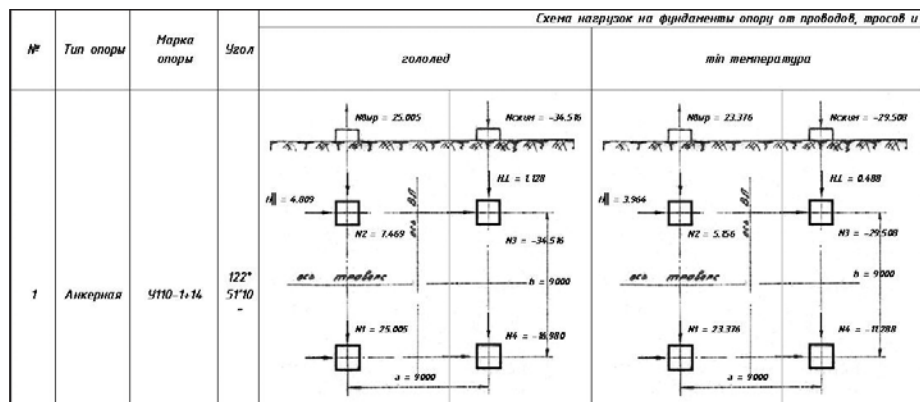 Схема нагрузок на фундаменты опору от проводов, тросов и
№
Тип опоры
Марка опоры
Угол
гололед
min температура
Nвыр = 25.005
Nсжим = -34.516
H⊥ = 1.128
H|| = 4.809
N2 = 7.469
N3 = -34.516
ось ВЛ
ось траверс
b = 9000
N1 = 25.005
N4 = -16.980
a = 9000
Nвыр = 23.376
Nсжим = -29.508
H⊥ = 0.488
H|| = 3.964
N2 = 5.156
N3 = -29.508
ось ВЛ
ось траверс
b = 9000
N1 = 23.376
N4 = -11.288
a = 9000
1
Анкерная
У110-1+14
122°
51'10
-